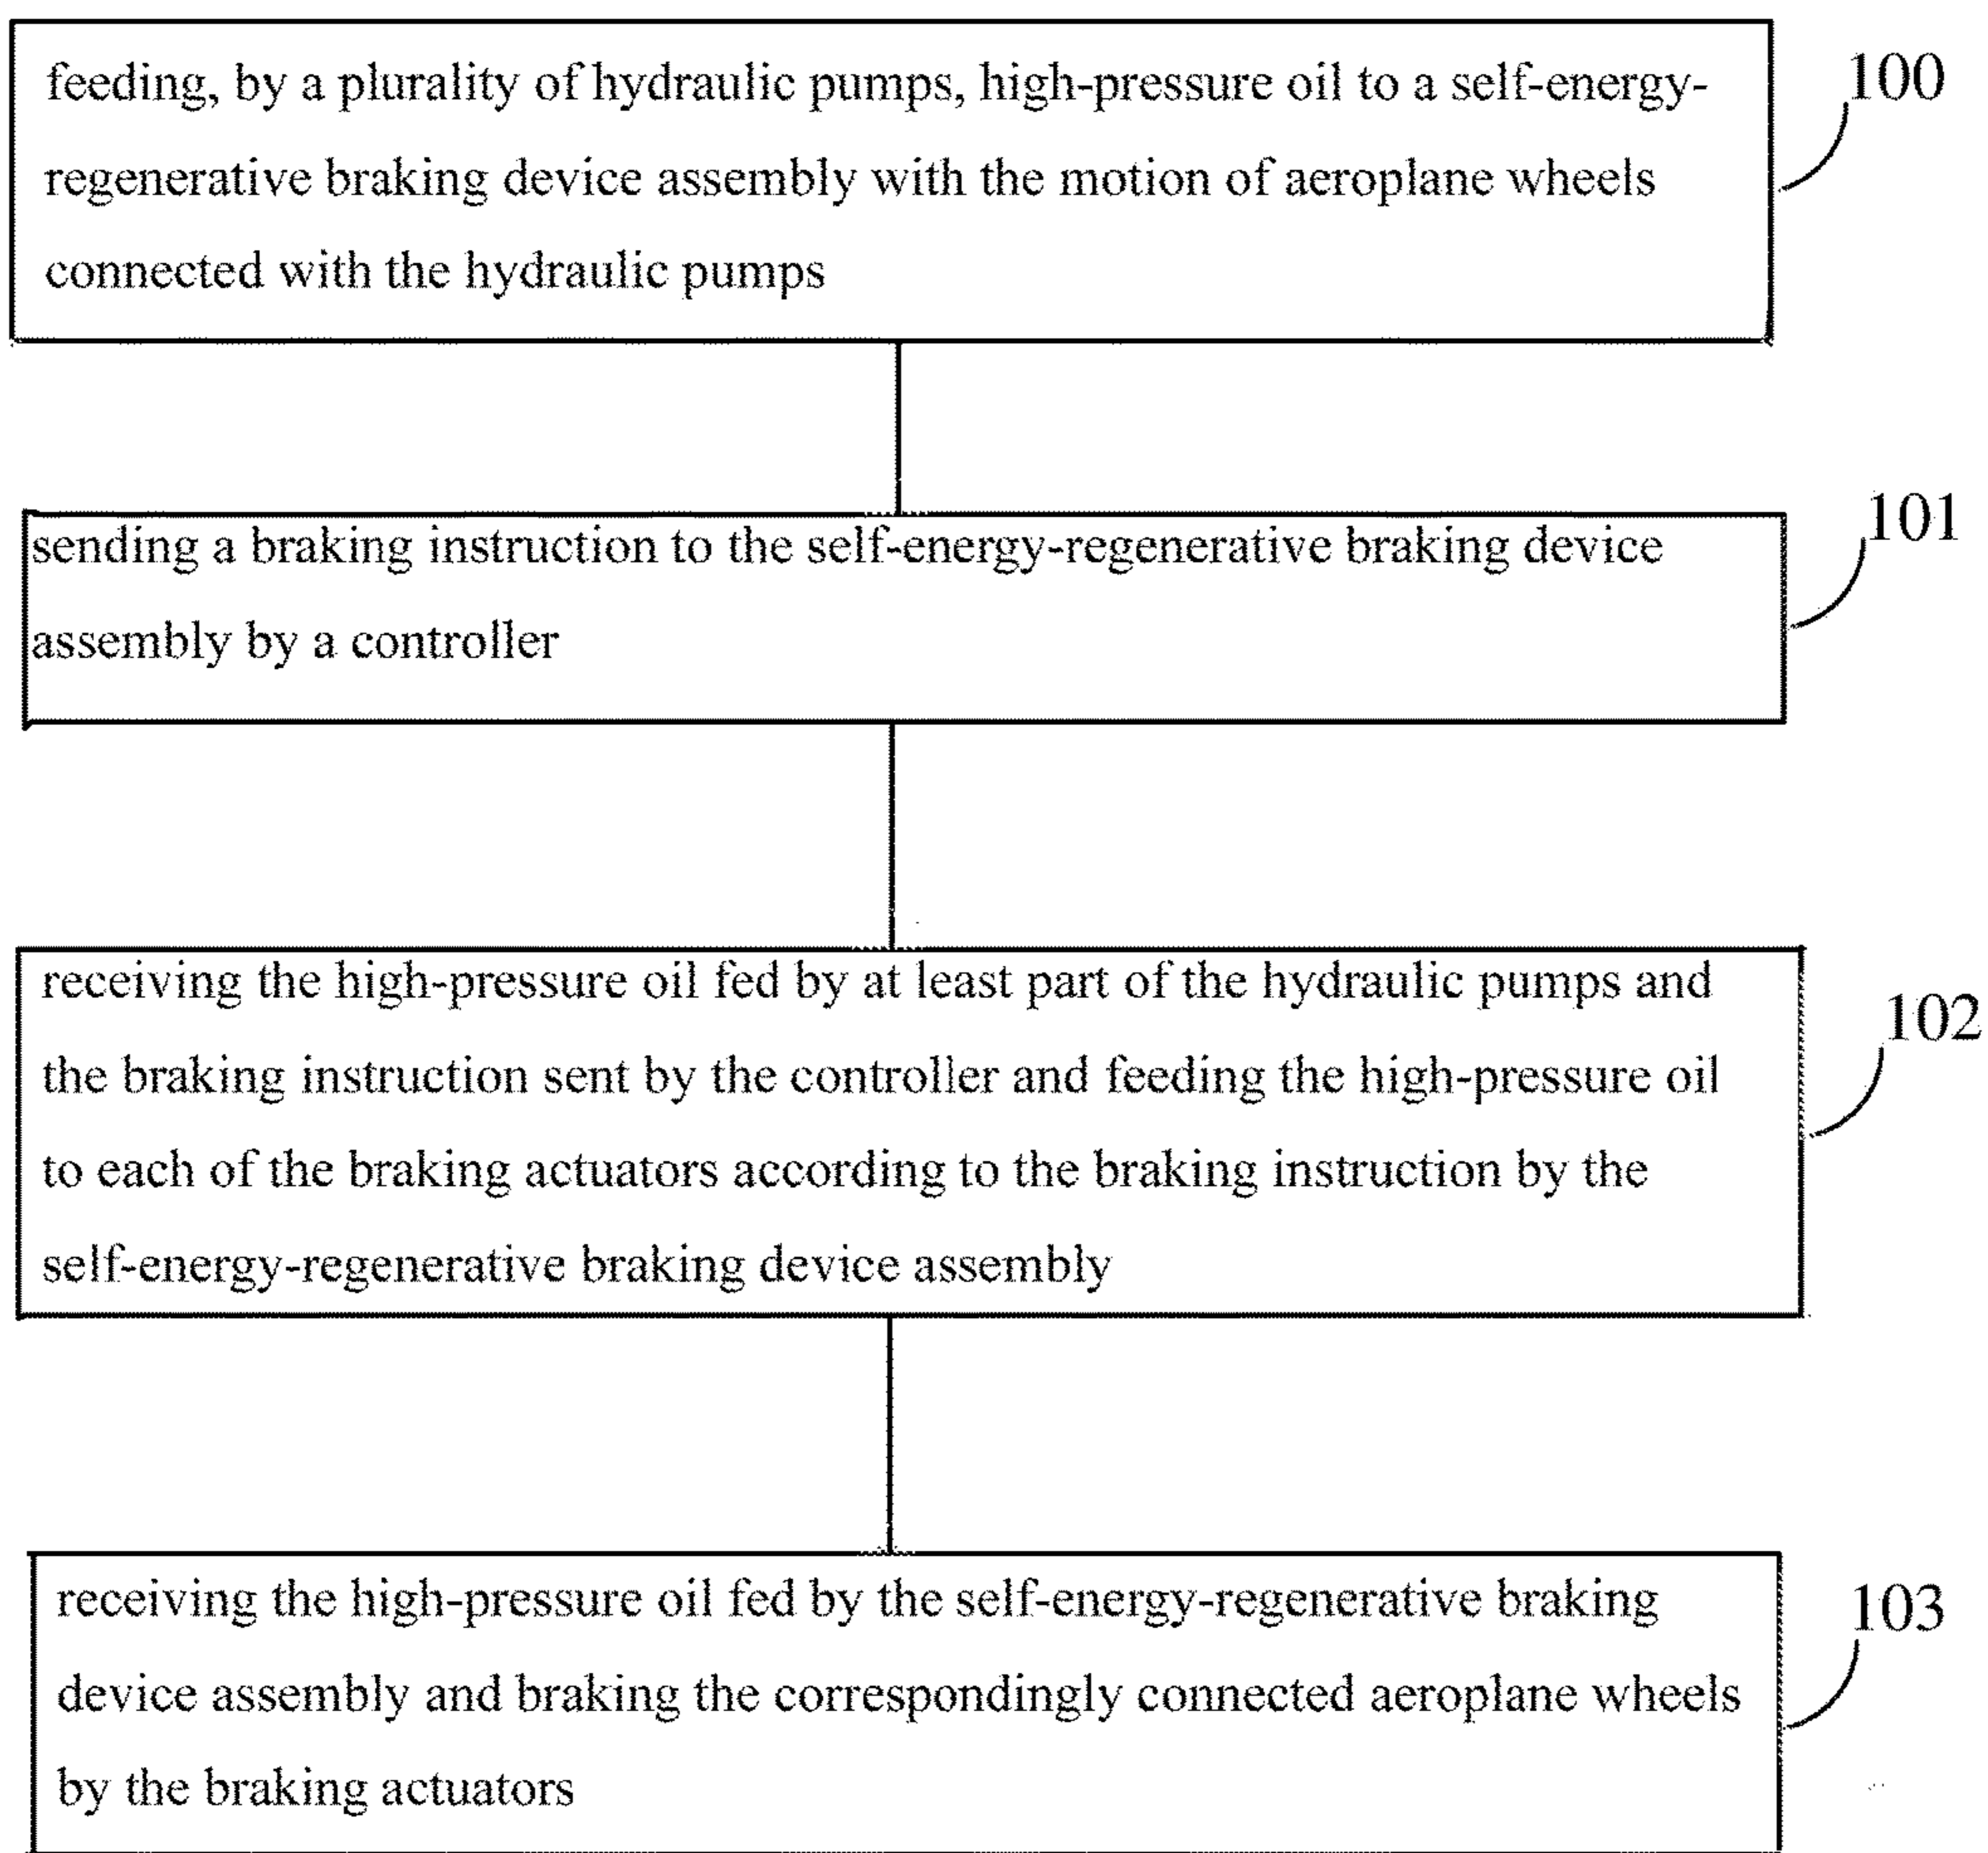 feeding, by a plurality of hydraulic pumps, high-pressure oil to a self-energy-
regenerative braking device assembly with the motion of aeroplane wheels
connected with the hydraulic pumps
100
sending a braking instruction to the self-energy-regenerative braking device
assembly by a controller
101
receiving the high-pressure oil fed by at least part of the hydraulic pumps and
the braking instruction sent by the controller and feeding the high-pressure oil
to each of the braking actuators according to the braking instruction by the
self-energy-regenerative braking device assembly
102
receiving the high-pressure oil fed by the self-energy-regenerative braking
device assembly and braking the correspondingly connected aeroplane wheels
by the braking actuators
103